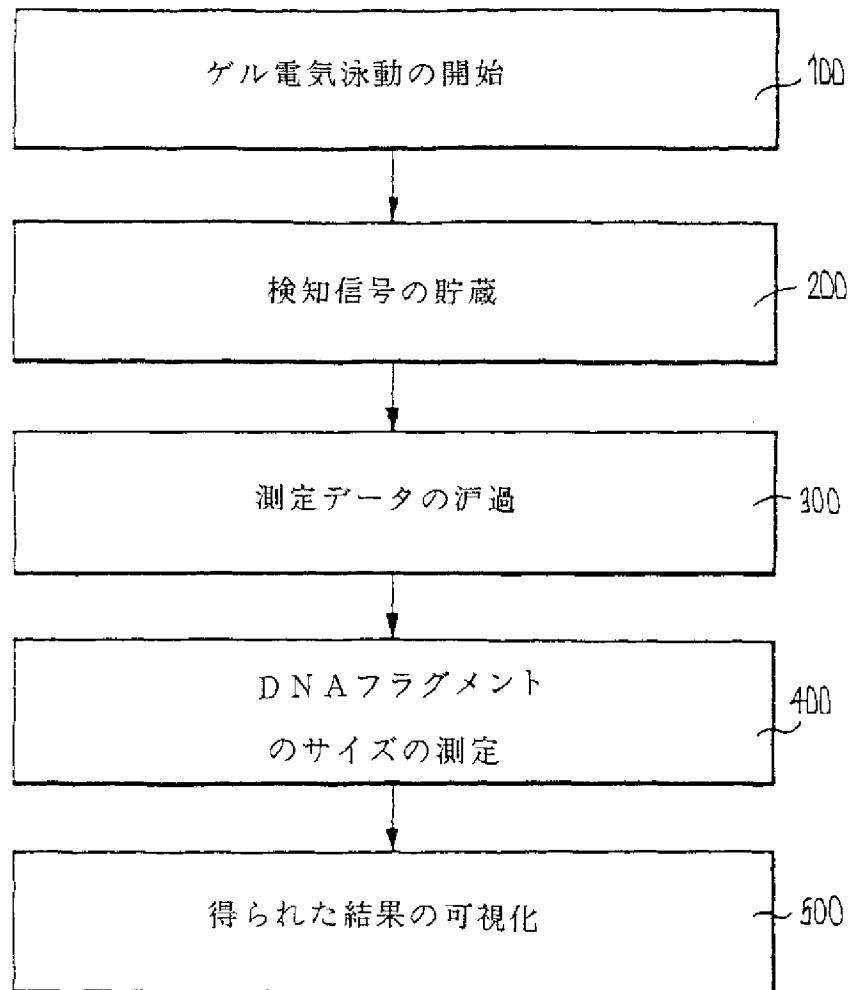 ゲル電気泳動の開始
100
検知信号の貯蔵
200
測定データの沪過
300
DNAフラグメント
のサイズの測定
400
得られた結果の可視化
500